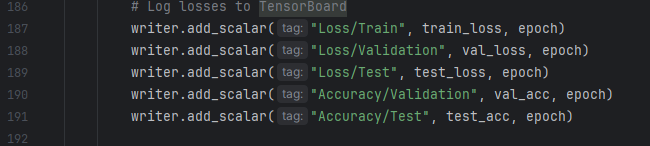 186 # Log losses to TensorBoard
187 writer.add_scalar( tag: "Loss/Train", train_loss, epoch)
188 writer.add_scalar( tag: "Loss/Validation", val_loss, epoch)
189 writer.add_scalar( tag: "Loss/Test", test_loss, epoch)
190 writer.add_scalar( tag: "Accuracy/Validation", val_acc, epoch)
191 writer.add_scalar( tag: "Accuracy/Test", test_acc, epoch)
192